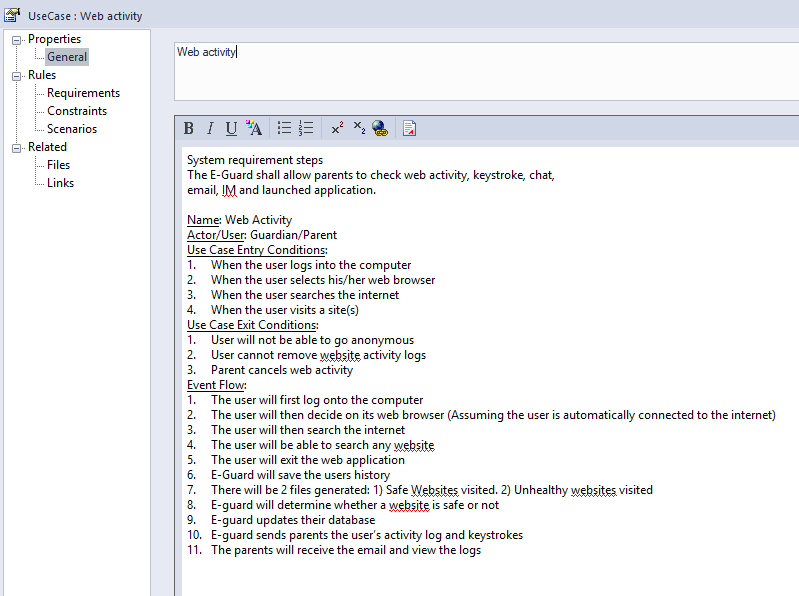 UseCase : Web activity
Properties
General
Rules
Requirements
Constraints
Scenarios
Related
Files
Links
Web activity
B I U A x² x₂
System requirement steps
The E-Guard shall allow parents to check web activity, keystroke, chat,
email, IM and launched application.
Name: Web Activity
Actor/User: Guardian/Parent
Use Case Entry Conditions:
1. When the user logs into the computer
2. When the user selects his/her web browser
3. When the user searches the internet
4. When the user visits a site(s)
Use Case Exit Conditions:
1. User will not be able to go anonymous
2. User cannot remove website activity logs
3. Parent cancels web activity
Event Flow:
1. The user will first log onto the computer
2. The user will then decide on its web browser (Assuming the user is automatically connected to the internet)
3. The user will then search the internet
4. The user will be able to search any website
5. The user will exit the web application
6. E-Guard will save the users history
7. There will be 2 files generated: 1) Safe Websites visited. 2) Unhealthy websites visited
8. E-guard will determine whether a website is safe or not
9. E-guard updates their database
10. E-guard sends parents the user's activity log and keystrokes
11. The parents will receive the email and view the logs